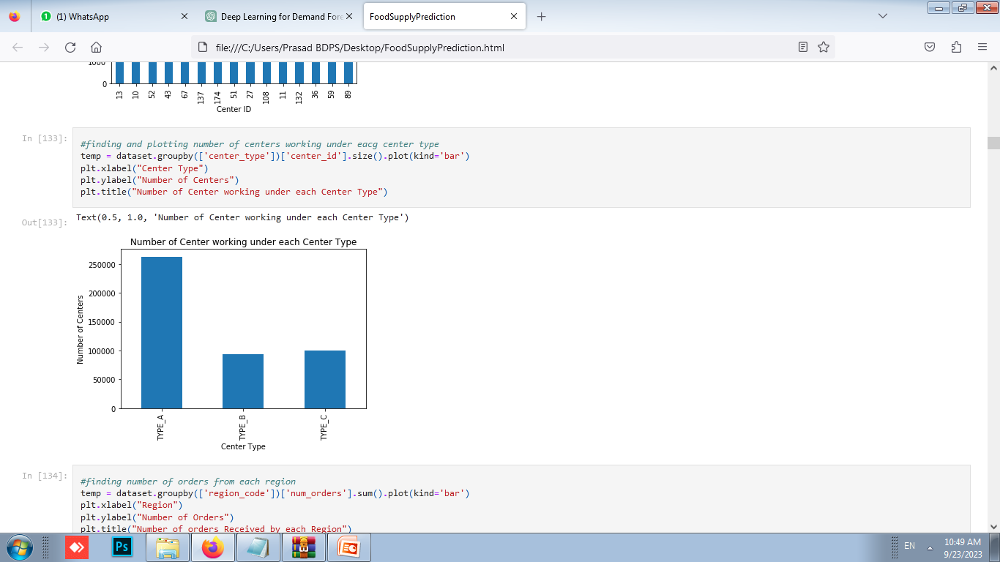 (1) WhatsApp
Deep Learning for Demand Fore
FoodSupplyPrediction
file:///C:/Users/Prasad BDPS/Desktop/FoodSupplyPrediction.html
1000
0
13 10 52 43 67 137 174 51 27 108 11 132 36 59 89
Center ID
In [133]:
#finding and plotting number of centers working under eacg center type
temp = dataset.groupby(['center_type'])['center_id'].size().plot(kind='bar')
plt.xlabel("Center Type")
plt.ylabel("Number of Centers")
plt.title("Number of Center working under each Center Type")
Out[133]:
Text(0.5, 1.0, 'Number of Center working under each Center Type')
Number of Center working under each Center Type
Number of Centers
250000
200000
150000
100000
50000
0
TYPE_A TYPE_B TYPE_C
Center Type
In [134]:
#finding number of orders from each region
temp = dataset.groupby(['region_code'])['num_orders'].sum().plot(kind='bar')
plt.xlabel("Region")
plt.ylabel("Number of Orders")
plt.title("Number of orders Received by each Region")
Ps
EN
10:49 AM
9/23/2023